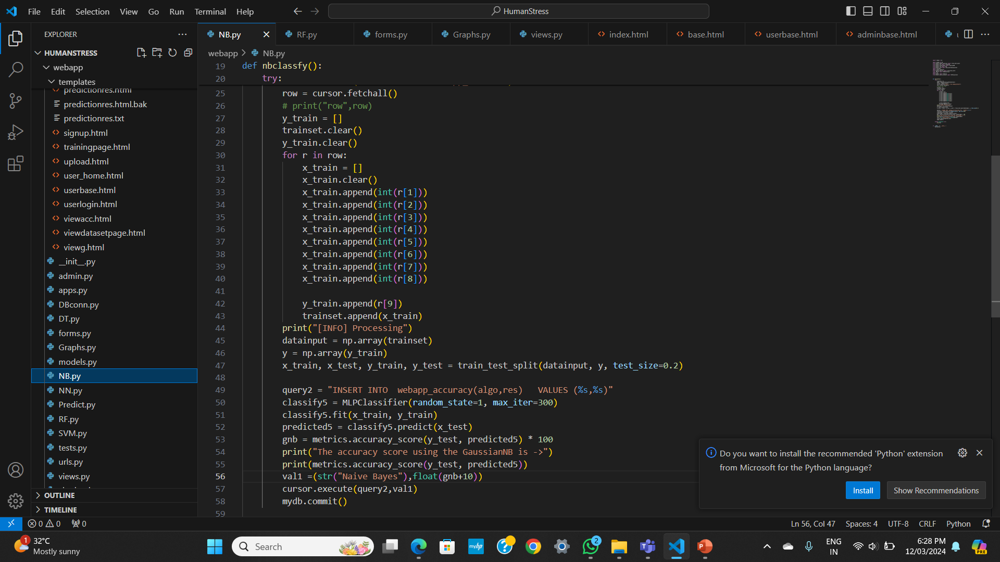 File Edit Selection View Go Run Terminal Help
HumanStress
EXPLORER
HUMANSTRESS
webapp
templates
predictionres.html
predictionres.html.bak
predictionres.txt
signup.html
trainingpage.html
upload.html
user_home.html
userbase.html
userlogin.html
viewacc.html
viewdatasetpage.html
viewg.html
__init__.py
admin.py
apps.py
DBconn.py
DT.py
forms.py
Graphs.py
models.py
NB.py
NN.py
Predict.py
RF.py
SVM.py
tests.py
urls.py
views.py
OUTLINE
TIMELINE
NB.py RF.py forms.py Graphs.py views.py index.html base.html userbase.html adminbase.html
webapp > NB.py
19 def nbclassfy():
20 try:
25 row = cursor.fetchall()
26 # print("row",row)
27 y_train = []
28 trainset.clear()
29 y_train.clear()
30 for r in row:
31 x_train = []
32 x_train.clear()
33 x_train.append(int(r[1]))
34 x_train.append(int(r[2]))
35 x_train.append(int(r[3]))
36 x_train.append(int(r[4]))
37 x_train.append(int(r[5]))
38 x_train.append(int(r[6]))
39 x_train.append(int(r[7]))
40 x_train.append(int(r[8]))
41
42 y_train.append(r[9])
43 trainset.append(x_train)
44 print("[INFO] Processing")
45 datainput = np.array(trainset)
46 y = np.array(y_train)
47 x_train, x_test, y_train, y_test = train_test_split(datainput, y, test_size=0.2)
48
49 query2 = "INSERT INTO  webapp_accuracy(algo,res)   VALUES (%s,%s)"
50 classify5 = MLPClassifier(random_state=1, max_iter=300)
51 classify5.fit(x_train, y_train)
52 predicted5 = classify5.predict(x_test)
53 gnb = metrics.accuracy_score(y_test, predicted5) * 100
54 print("The accuracy score using the GaussianNB is ->")
55 print(metrics.accuracy_score(y_test, predicted5))
56 val1 =(str("Naive Bayes"),float(gnb+10))
57 cursor.execute(query2,val1)
58 mydb.commit()
59
Do you want to install the recommended 'Python' extension
from Microsoft for the Python language?
Install Show Recommendations
0 0 0
Ln 56, Col 47 Spaces: 4 UTF-8 CRLF Python
1
32°C
Mostly sunny
Search
myhp
2
PRE
ENG
IN
6:28 PM
12/03/2024